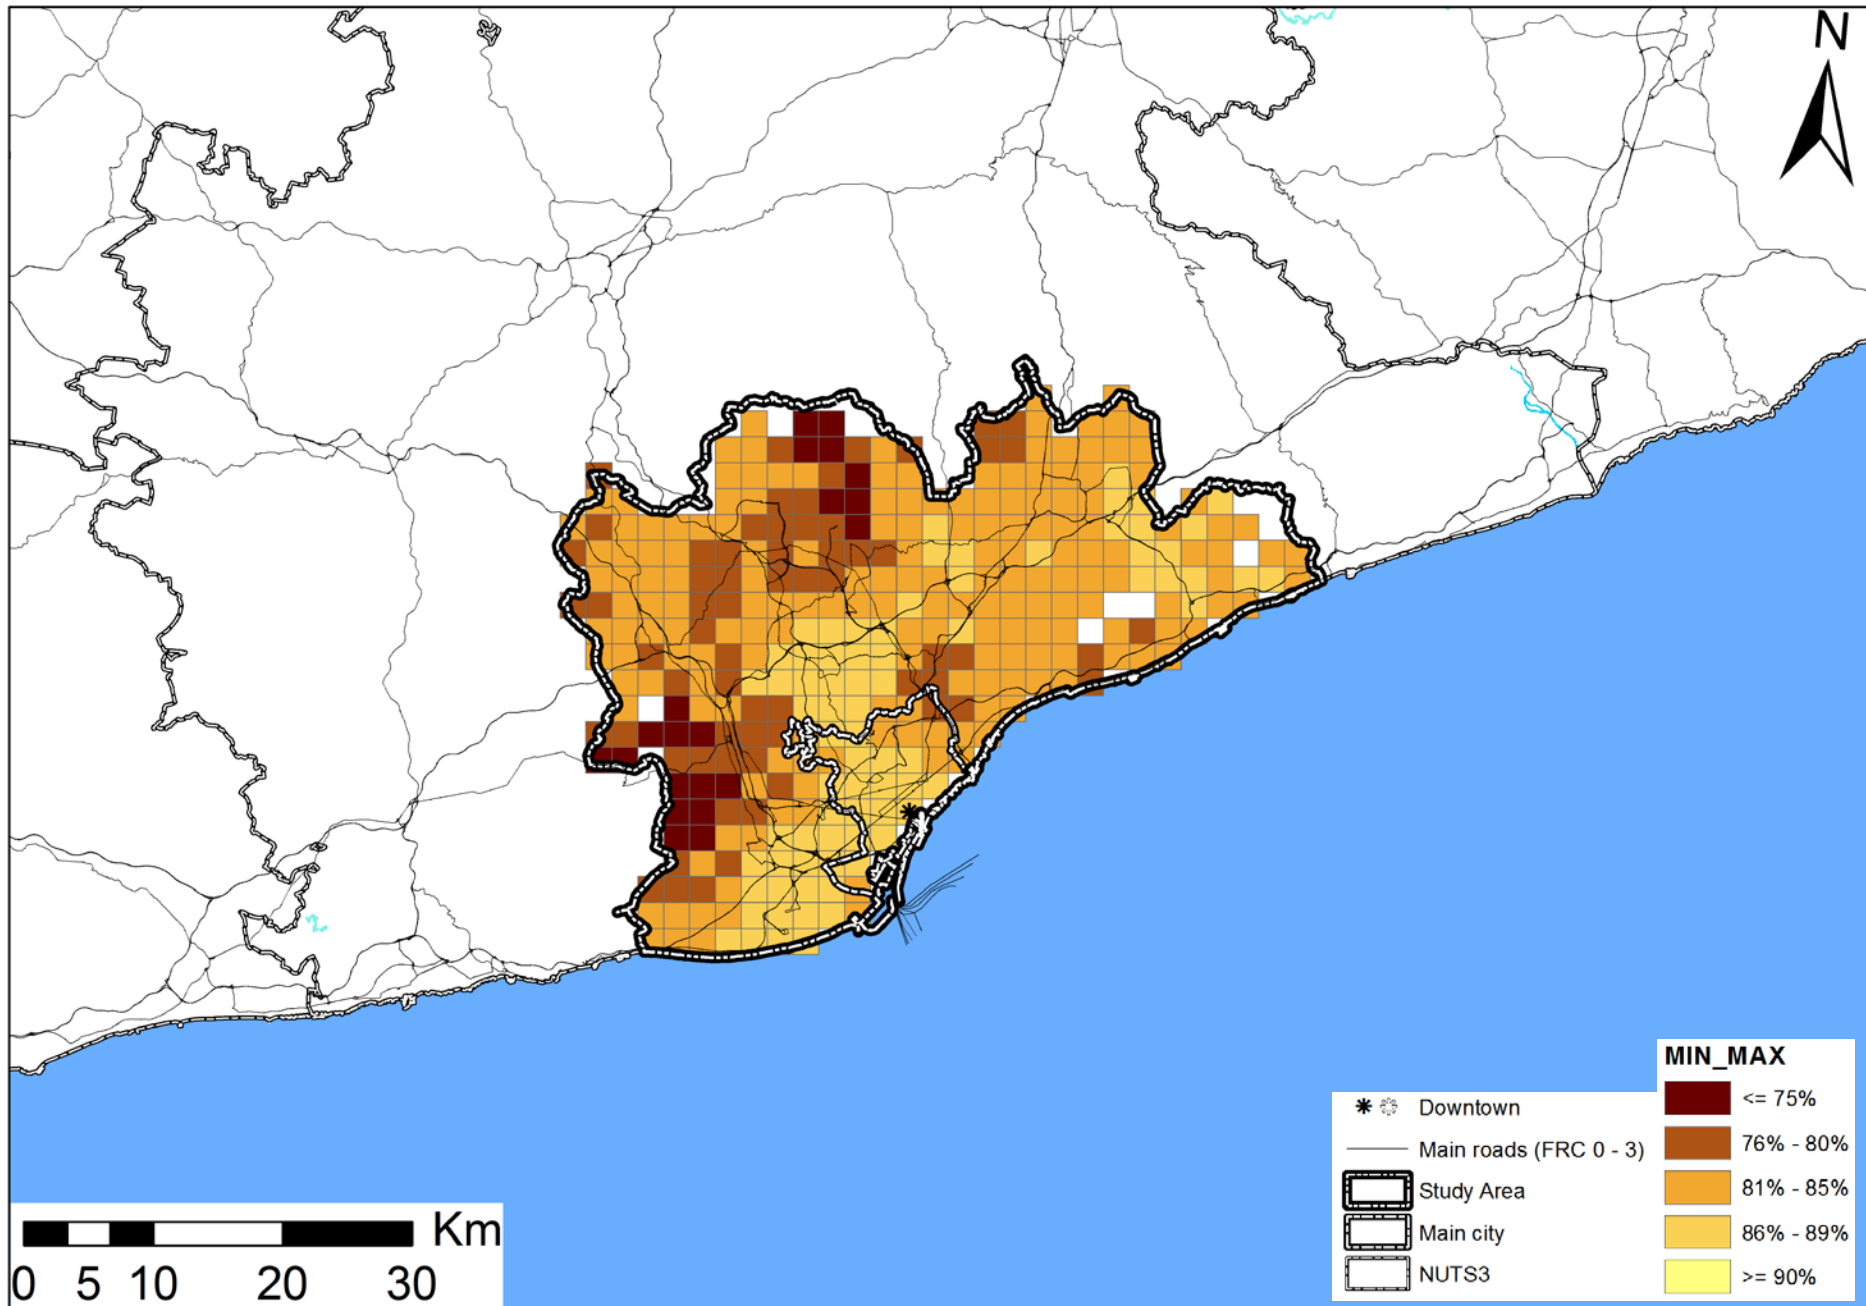 N
MIN_MAX
<= 75%
76% - 80%
81% - 85%
86% - 89%
>= 90%
Downtown
Main roads (FRC 0 - 3)
Study Area
Main city
NUTS3
Km
0 5 10 20 30